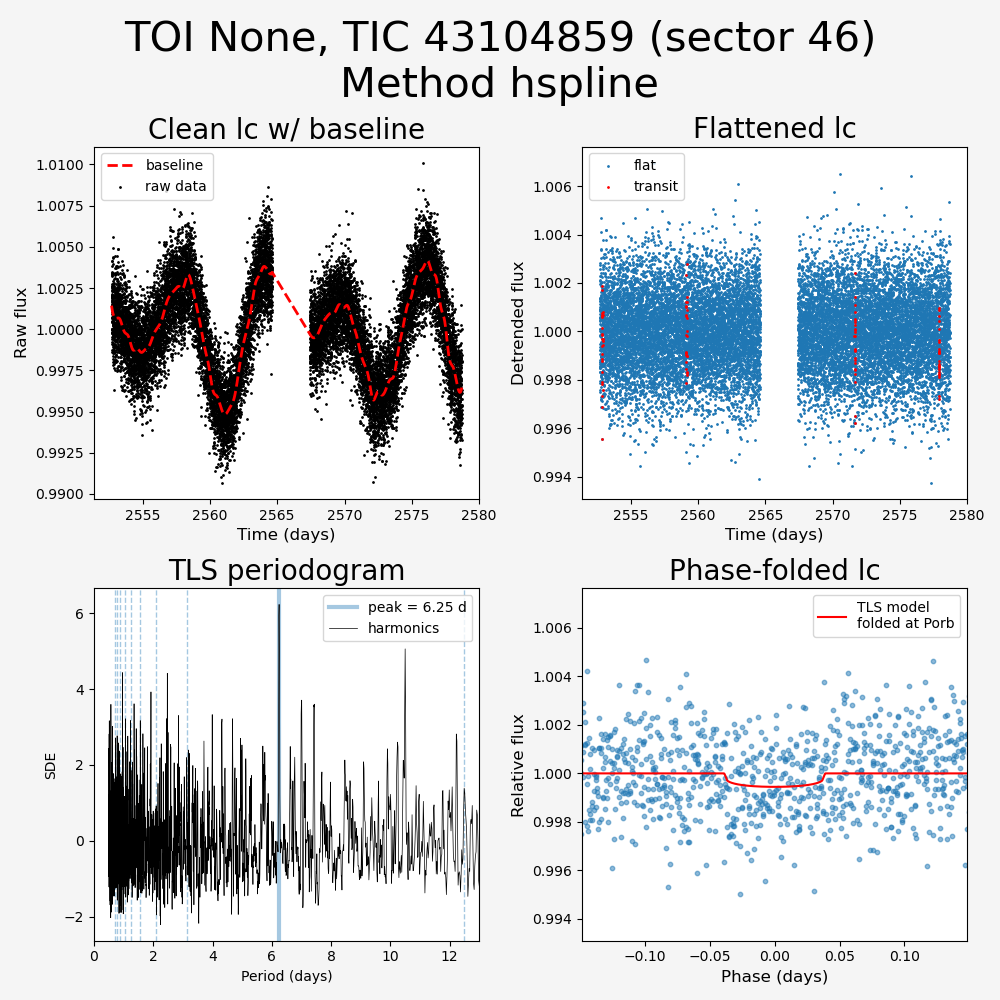 TOI None, TIC 43104859 (sector 46)
Method hspline
Clean lc w/ baseline
baseline
raw data
1.0100
1.0075
1.0050
1.0025
1.0000
0.9975
0.9950
0.9925
0.9900
Raw flux
2555
2560
2565
2570
2575
2580
Time (days)
Flattened lc
flat
transit
1.006
1.004
1.002
1.000
0.998
0.996
0.994
Detrended flux
2555
2560
2565
2570
2575
2580
Time (days)
TLS periodogram
peak = 6.25 d
harmonics
6
4
2
0
−2
SDE
0
2
4
6
8
10
12
Period (days)
Phase-folded lc
TLS model
folded at Porb
1.006
1.004
1.002
1.000
0.998
0.996
0.994
Relative flux
−0.10
−0.05
0.00
0.05
0.10
Phase (days)